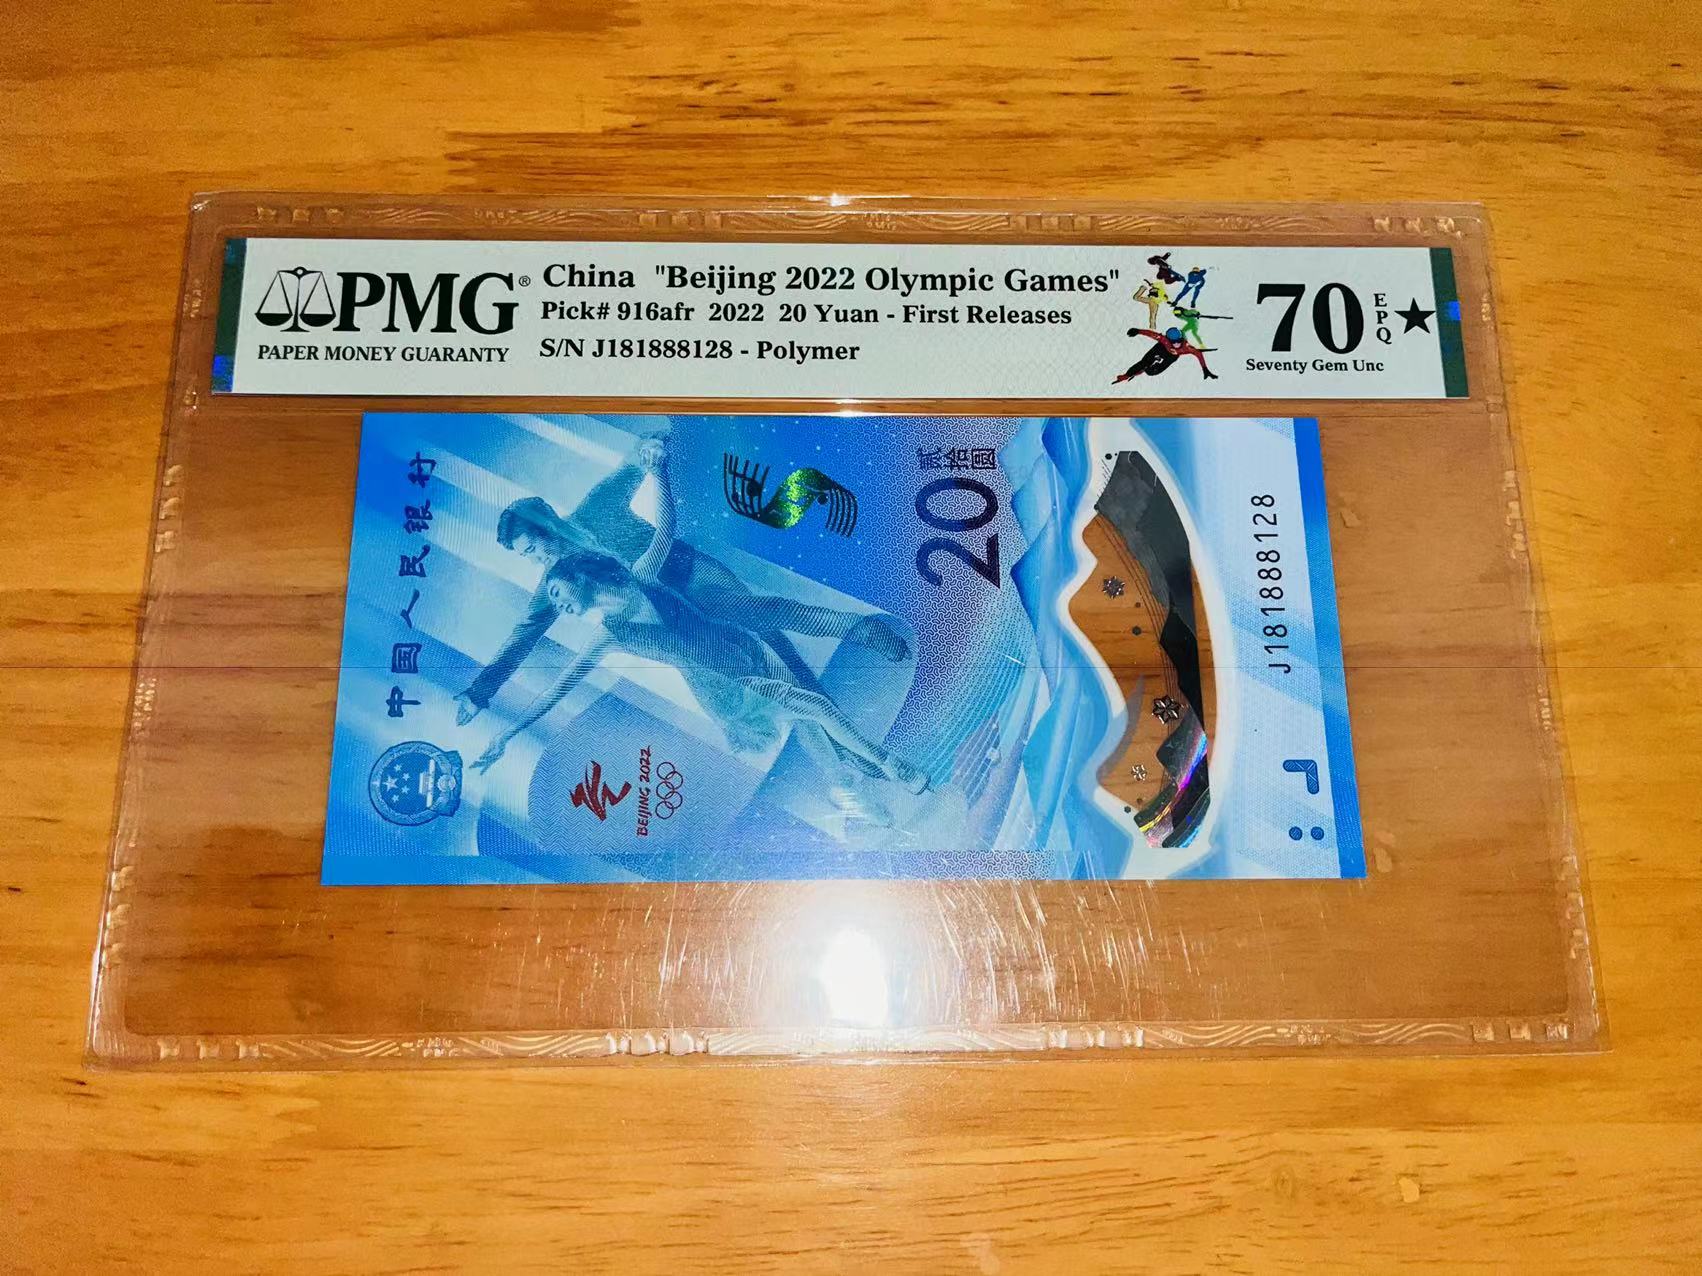 PMG®
PAPER MONEY GUARANTY
China "Beijing 2022 Olympic Games"
Pick# 916afr 2022 20 Yuan - First Releases
S/N J181888128 - Polymer
70
EPQ
★
Seventy Gem Unc
中国人民银行
BEIJING 2022
20
贰拾圆
J181888128